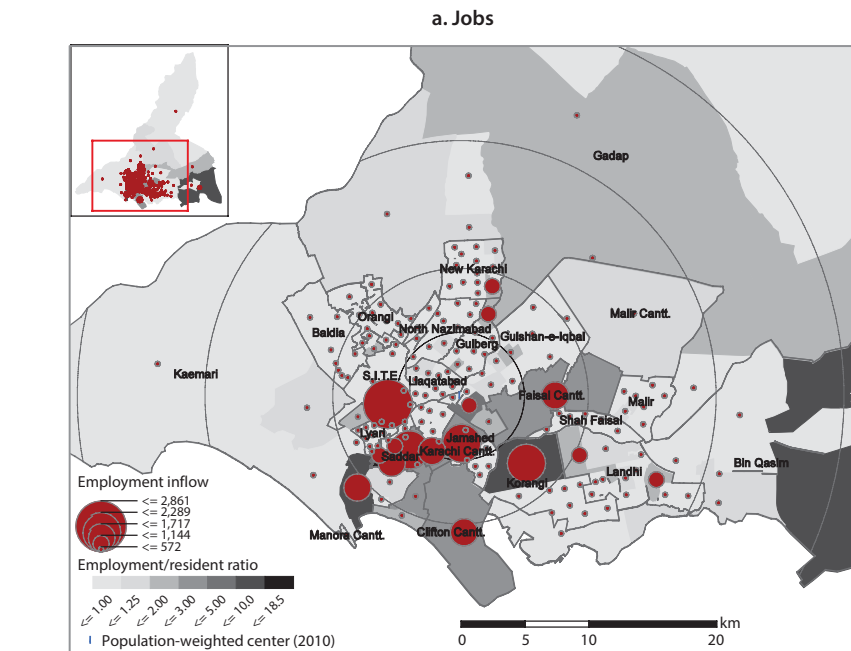 a. Jobs
Gadap
New Karachi
Malir Cantt.
Orangi
Baldia
North Nazimabad
Gulshan-e-Iqbal
Gulberg
Kaemari
S.I.T.E.
Liaqatabad
Faisal Cantt.
Malir
Shah Faisal
Lyari
Jamshed
Saddar
Karachi Cantt.
Bin Qasim
Landhi
Korangi
Manora Cantt.
Clifton Cantt.
Employment inflow
<= 2,861
<= 2,289
<= 1,717
<= 1,144
<= 572
Employment/resident ratio
<= 1.00
<= 1.25
<= 2.00
<= 3.00
<= 5.00
<= 10.0
<= 18.5
Population-weighted center (2010)
km
0 5 10 20